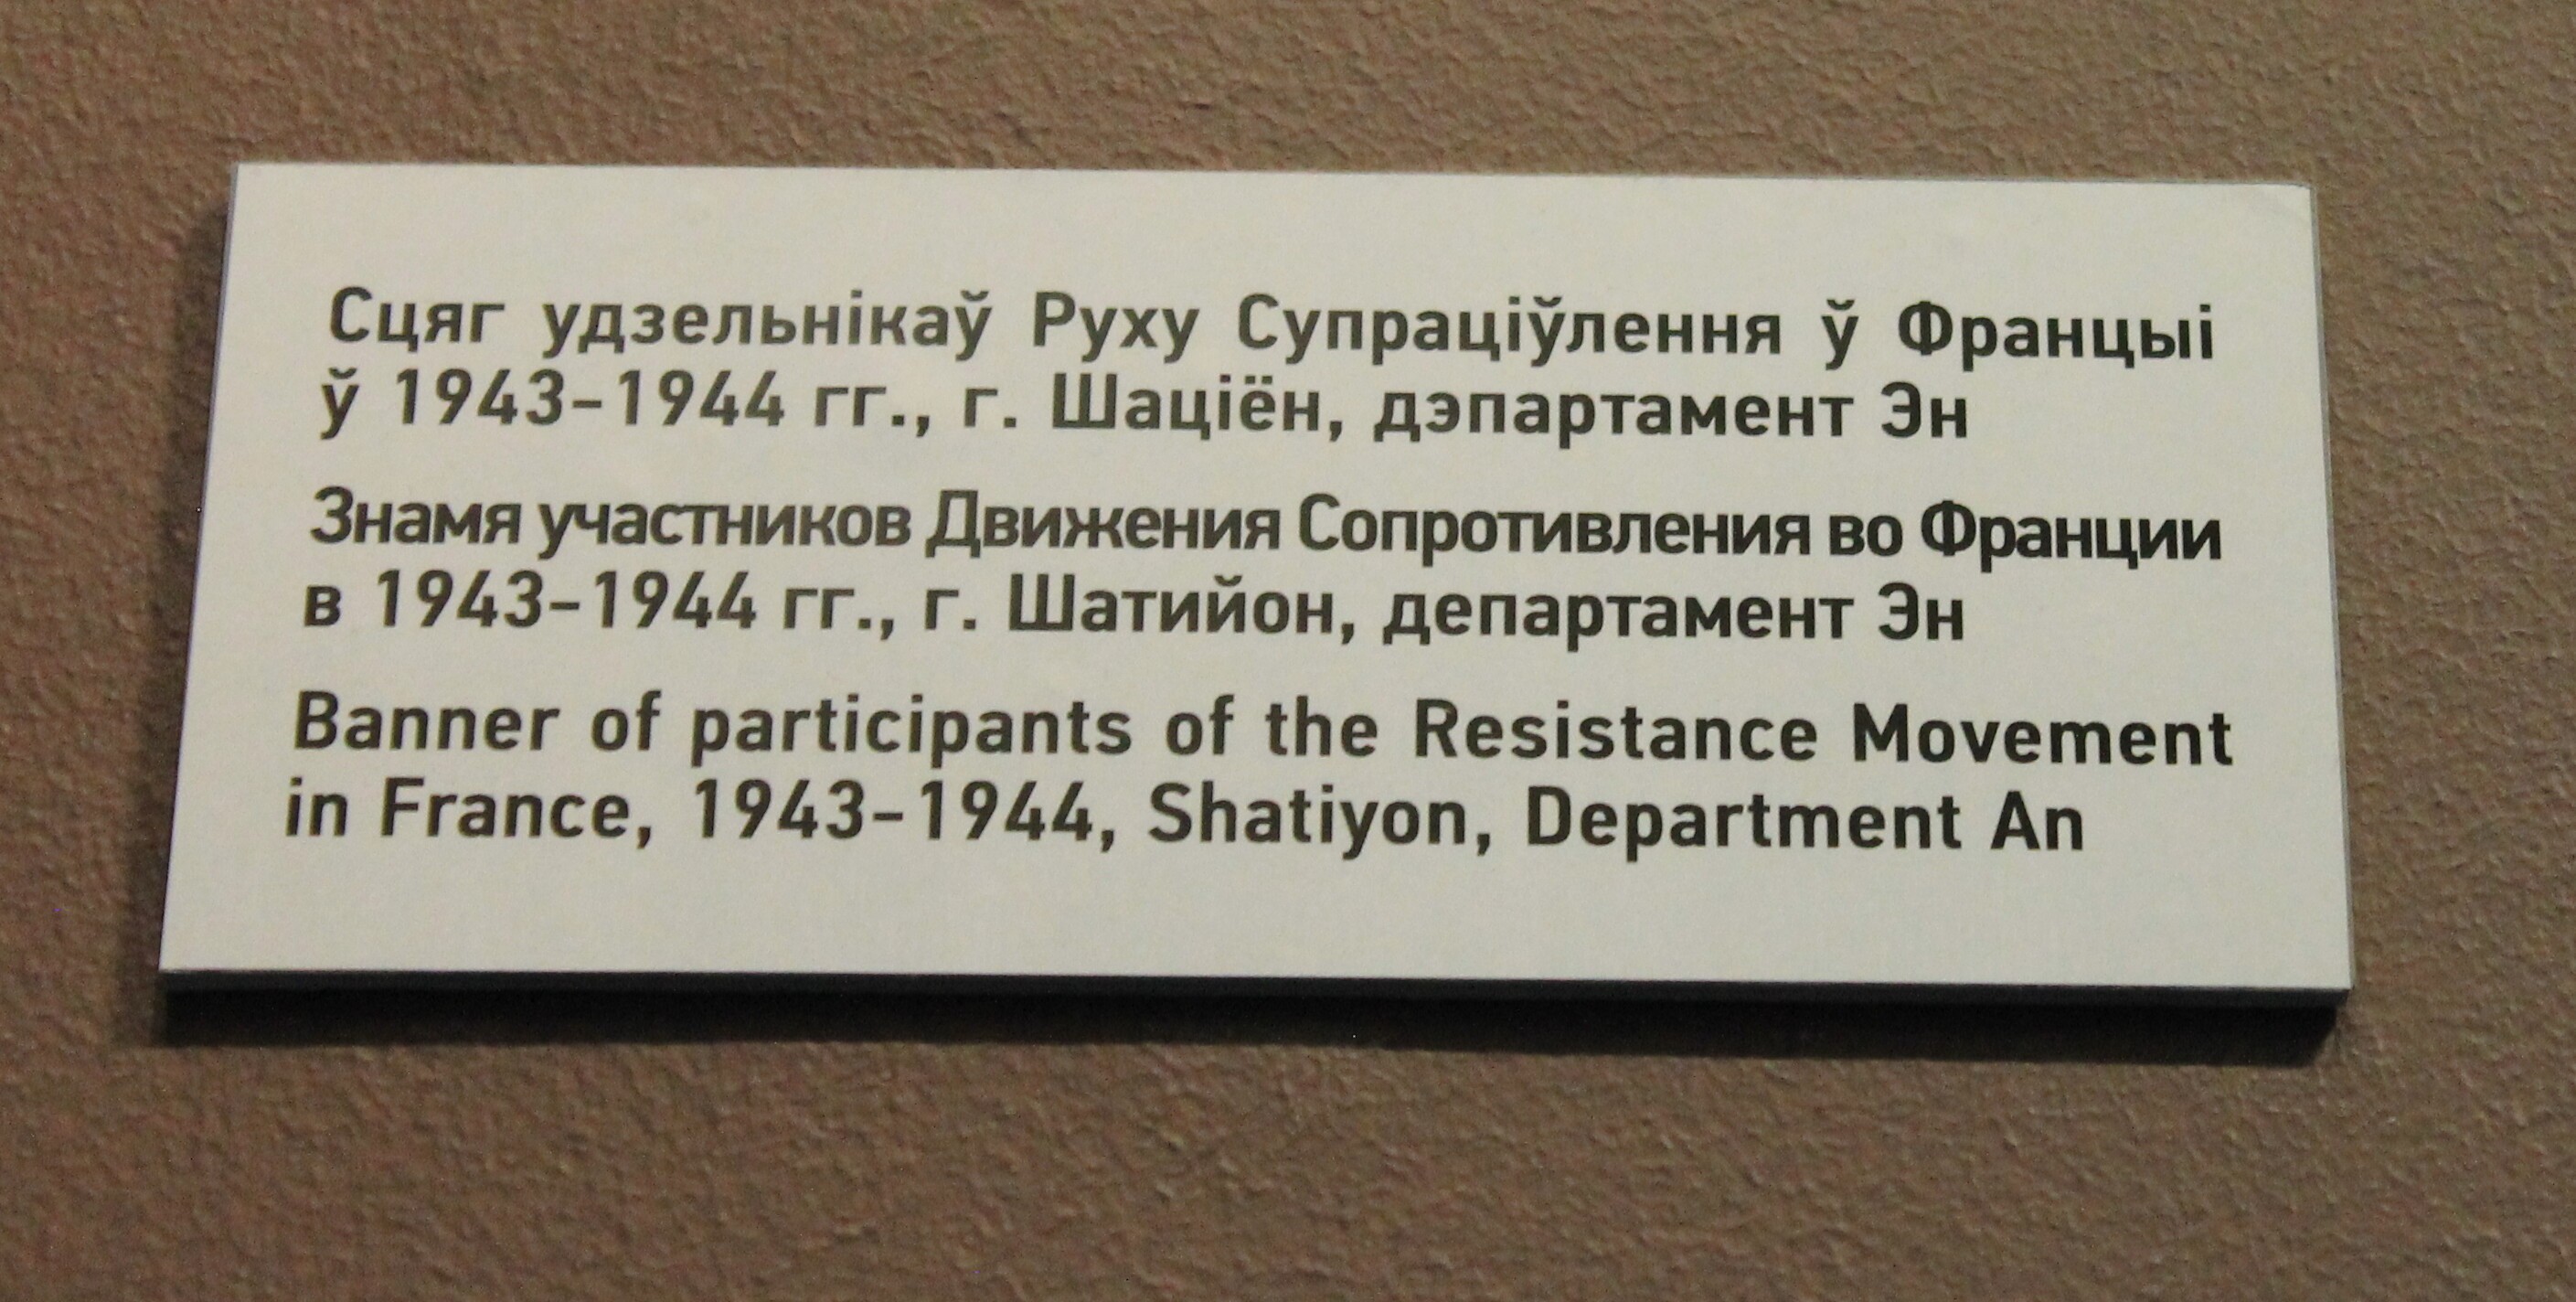 Сцяг удзельнікаў Руху Супраціўлення ў Францыі
ў 1943–1944 гг., г. Шаціён, дэпартамент Эн
Знамя участников Движения Сопротивления во Франции
в 1943–1944 гг., г. Шатийон, департамент Эн
Banner of participants of the Resistance Movement
in France, 1943–1944, Shatiyon, Department An